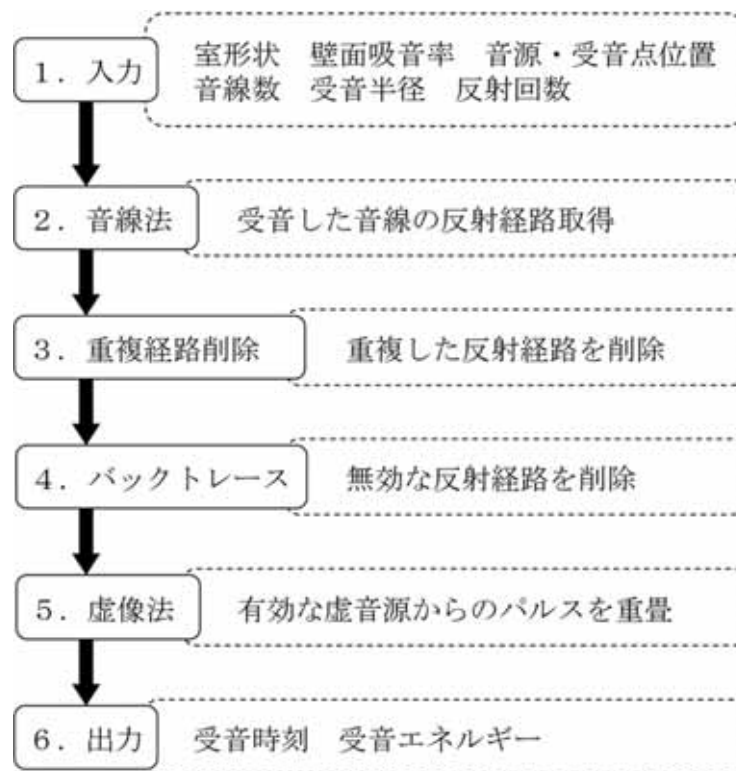 1. 入力
室形状 壁面吸音率 音源・受音点位置
音線数 受音半径 反射回数
2. 音線法
受音した音線の反射経路取得
3. 重複経路削除
重複した反射経路を削除
4. バックトレース
無効な反射経路を削除
5. 虚像法
有効な虚音源からのパルスを重畳
6. 出力
受音時刻 受音エネルギー